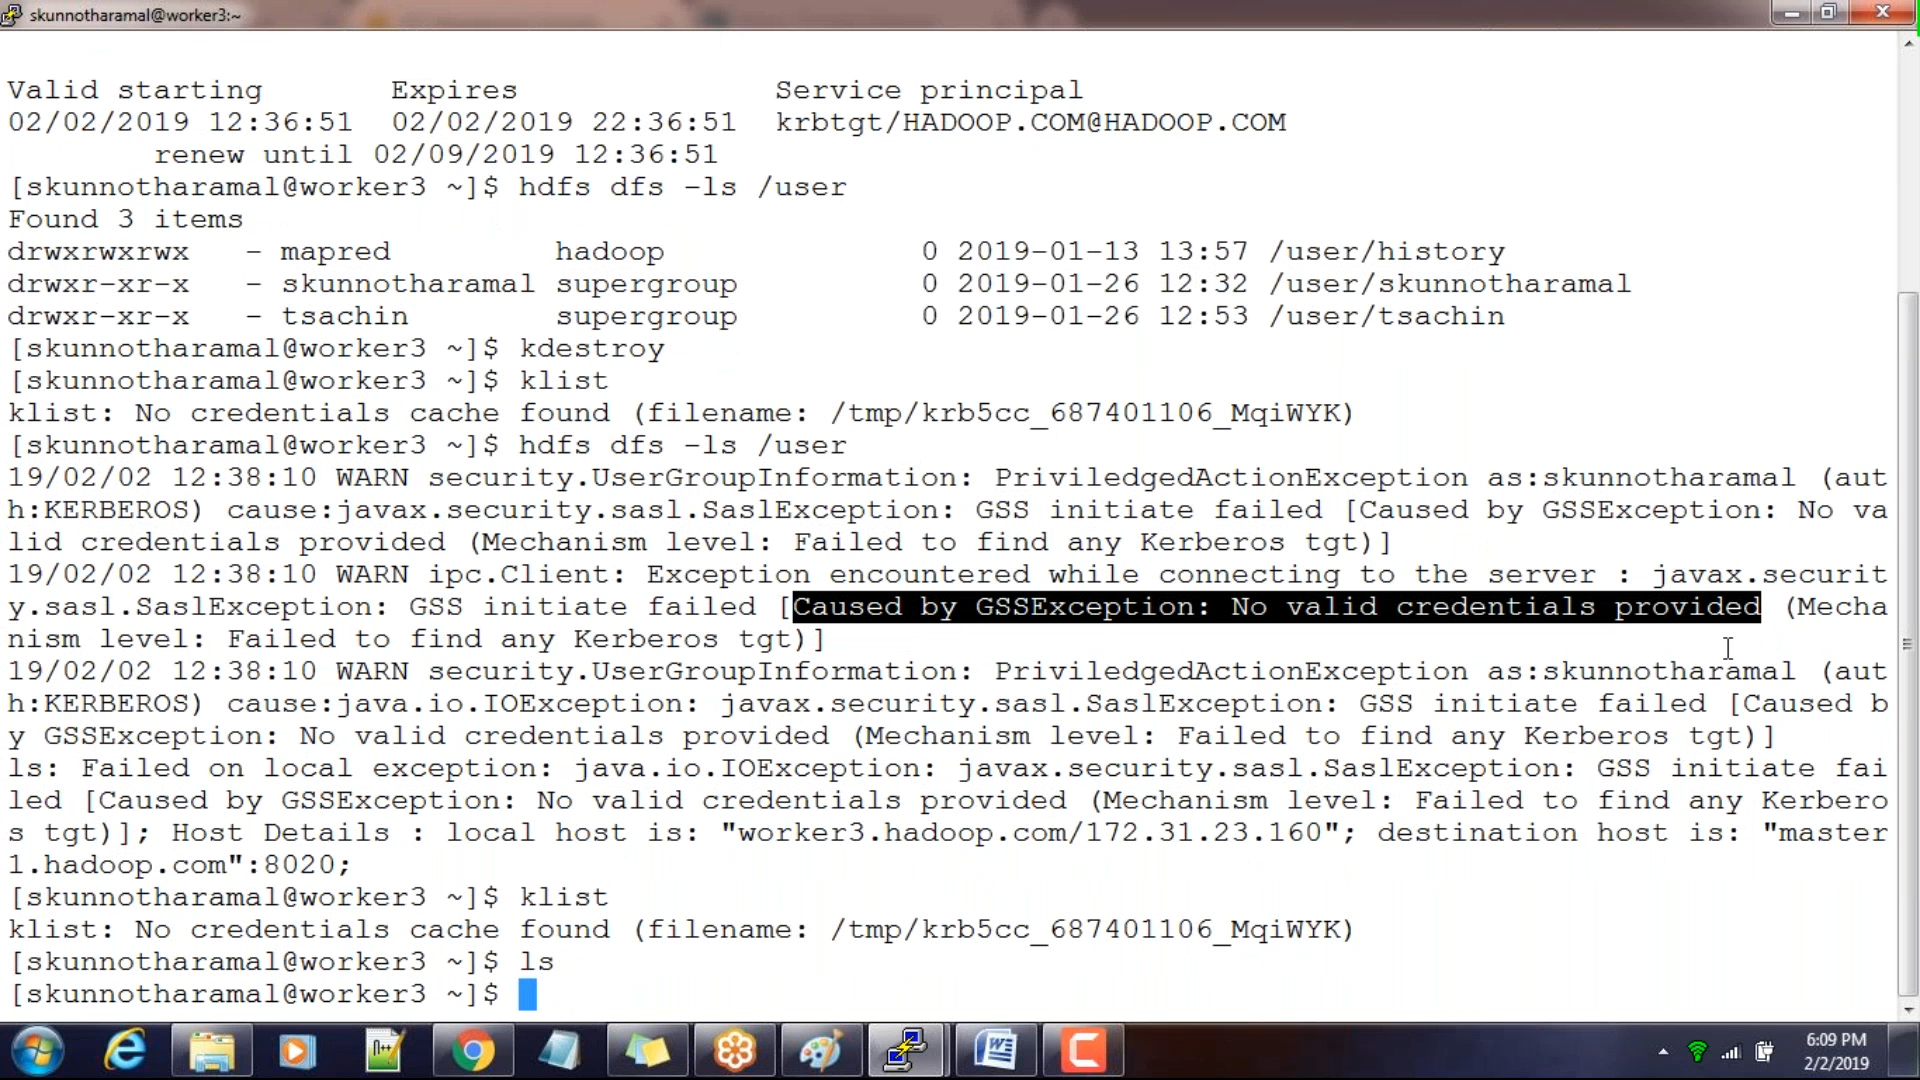 skunnotharamal@worker3:~
Valid starting       Expires              Service principal
02/02/2019 12:36:51  02/02/2019 22:36:51  krbtgt/HADOOP.COM@HADOOP.COM
        renew until 02/09/2019 12:36:51
[skunnotharamal@worker3 ~]$ hdfs dfs -ls /user
Found 3 items
drwxrwxrwx   - mapred         hadoop              0 2019-01-13 13:57 /user/history
drwxr-xr-x   - skunnotharamal supergroup          0 2019-01-26 12:32 /user/skunnotharamal
drwxr-xr-x   - tsachin        supergroup          0 2019-01-26 12:53 /user/tsachin
[skunnotharamal@worker3 ~]$ kdestroy
[skunnotharamal@worker3 ~]$ klist
klist: No credentials cache found (filename: /tmp/krb5cc_687401106_MqiWYK)
[skunnotharamal@worker3 ~]$ hdfs dfs -ls /user
19/02/02 12:38:10 WARN security.UserGroupInformation: PriviledgedActionException as:skunnotharamal (aut
h:KERBEROS) cause:javax.security.sasl.SaslException: GSS initiate failed [Caused by GSSException: No va
lid credentials provided (Mechanism level: Failed to find any Kerberos tgt)]
19/02/02 12:38:10 WARN ipc.Client: Exception encountered while connecting to the server : javax.securit
y.sasl.SaslException: GSS initiate failed [Caused by GSSException: No valid credentials provided (Mecha
nism level: Failed to find any Kerberos tgt)]
19/02/02 12:38:10 WARN security.UserGroupInformation: PriviledgedActionException as:skunnotharamal (aut
h:KERBEROS) cause:java.io.IOException: javax.security.sasl.SaslException: GSS initiate failed [Caused b
y GSSException: No valid credentials provided (Mechanism level: Failed to find any Kerberos tgt)]
ls: Failed on local exception: java.io.IOException: javax.security.sasl.SaslException: GSS initiate fai
led [Caused by GSSException: No valid credentials provided (Mechanism level: Failed to find any Kerbero
s tgt)]; Host Details : local host is: "worker3.hadoop.com/172.31.23.160"; destination host is: "master
1.hadoop.com":8020;
[skunnotharamal@worker3 ~]$ klist
klist: No credentials cache found (filename: /tmp/krb5cc_687401106_MqiWYK)
[skunnotharamal@worker3 ~]$ ls
[skunnotharamal@worker3 ~]$
6:09 PM
2/2/2019